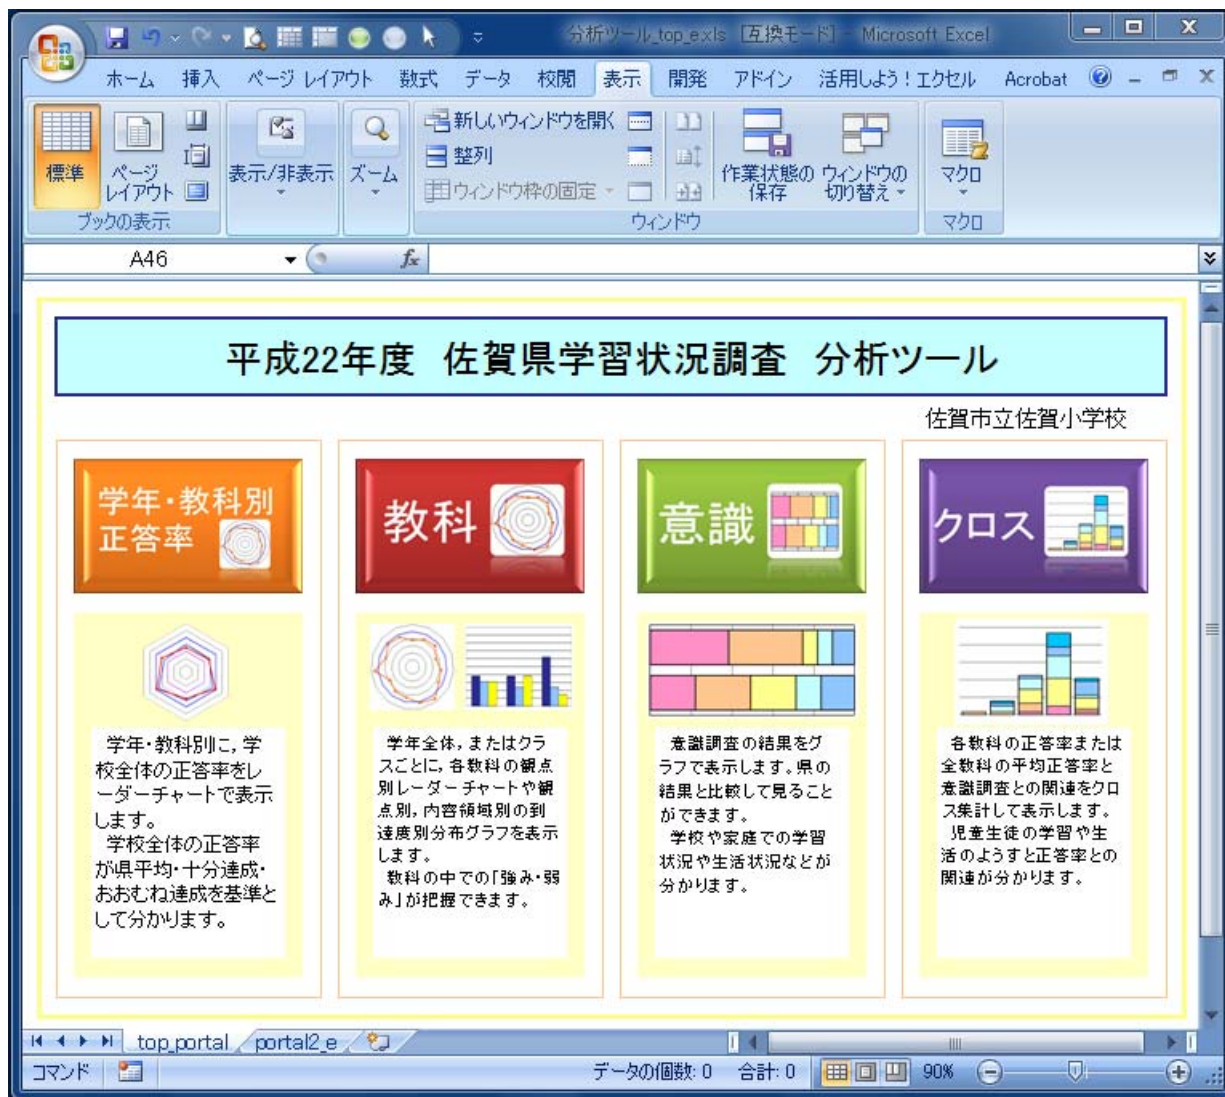 分析ツール_top_e.xls [互換モード] - Microsoft Excel
ホーム 挿入 ページ レイアウト 数式 データ 校閲 表示 開発 アドイン 活用しよう！エクセル Acrobat
標準
ページ
レイアウト
ブックの表示
表示/非表示
ズーム
新しいウィンドウを開く
整列
ウィンドウ枠の固定
作業状態の
保存
ウィンドウの
切り替え
ウィンドウ
マクロ
マクロ
A46
fx
平成22年度 佐賀県学習状況調査 分析ツール
佐賀市立佐賀小学校
学年・教科別
正答率
学年・教科別に，学
校全体の正答率をレ
ーダーチャートで表示
します。
学校全体の正答率
が県平均・十分達成・
おおむね達成を基準と
して分かります。
教科
学年全体，またはクラ
スごとに，各教科の観点
別レーダーチャートや観
点別，内容領域別の到
達度別分布グラフを表示
します。
教科の中での「強み・弱
み」が把握できます。
意識
意識調査の結果をグ
ラフで表示します。県の
結果と比較して見ること
ができます。
学校や家庭での学習
状況や生活状況などが
分かります。
クロス
各教科の正答率または
全教科の平均正答率と
意識調査との関連をクロ
ス集計して表示します。
児童生徒の学習や生
活のようすと正答率との
関連が分かります。
top_portal portal2_e
コマンド データの個数: 0 合計: 0 90%